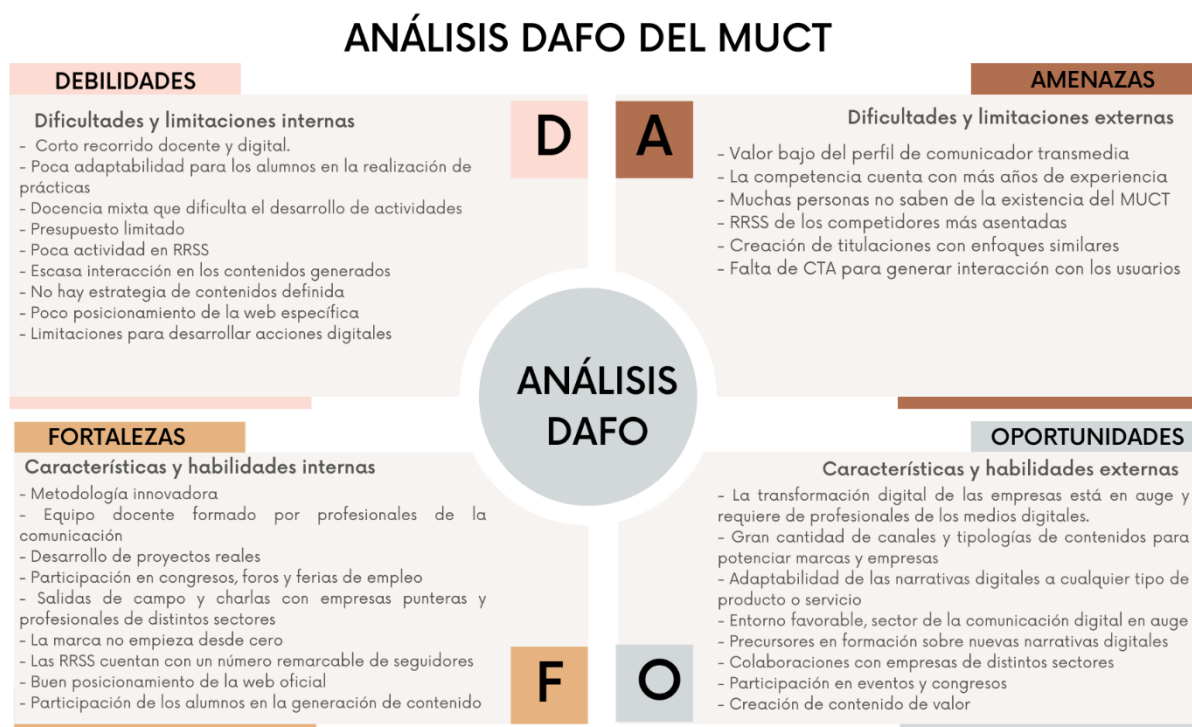 ANÁLISIS DAFO DEL MUCT
DEBILIDADES
D
Dificultades y limitaciones internas
- Corto recorrido docente y digital.
- Poca adaptabilidad para los alumnos en la realización de
prácticas
- Docencia mixta que dificulta el desarrollo de actividades
- Presupuesto limitado
- Poca actividad en RRSS
- Escasa interacción en los contenidos generados
- No hay estrategia de contenidos definida
- Poco posicionamiento de la web específica
- Limitaciones para desarrollar acciones digitales
AMENAZAS
A
Dificultades y limitaciones externas
- Valor bajo del perfil de comunicador transmedia
- La competencia cuenta con más años de experiencia
- Muchas personas no saben de la existencia del MUCT
- RRSS de los competidores más asentadas
- Creación de titulaciones con enfoques similares
- Falta de CTA para generar interacción con los usuarios
ANÁLISIS
DAFO
FORTALEZAS
Características y habilidades internas
- Metodología innovadora
- Equipo docente formado por profesionales de la
comunicación
- Desarrollo de proyectos reales
- Participación en congresos, foros y ferias de empleo
- Salidas de campo y charlas con empresas punteras y
profesionales de distintos sectores
- La marca no empieza desde cero
- Las RRSS cuentan con un número remarcable de seguidores
- Buen posicionamiento de la web oficial
- Participación de los alumnos en la generación de contenido
F
OPORTUNIDADES
Características y habilidades externas
- La transformación digital de las empresas está en auge y
requiere de profesionales de los medios digitales.
- Gran cantidad de canales y tipologías de contenidos para
potenciar marcas y empresas
- Adaptabilidad de las narrativas digitales a cualquier tipo de
producto o servicio
- Entorno favorable, sector de la comunicación digital en auge
- Precursores en formación sobre nuevas narrativas digitales
- Colaboraciones con empresas de distintos sectores
- Participación en eventos y congresos
- Creación de contenido de valor
O